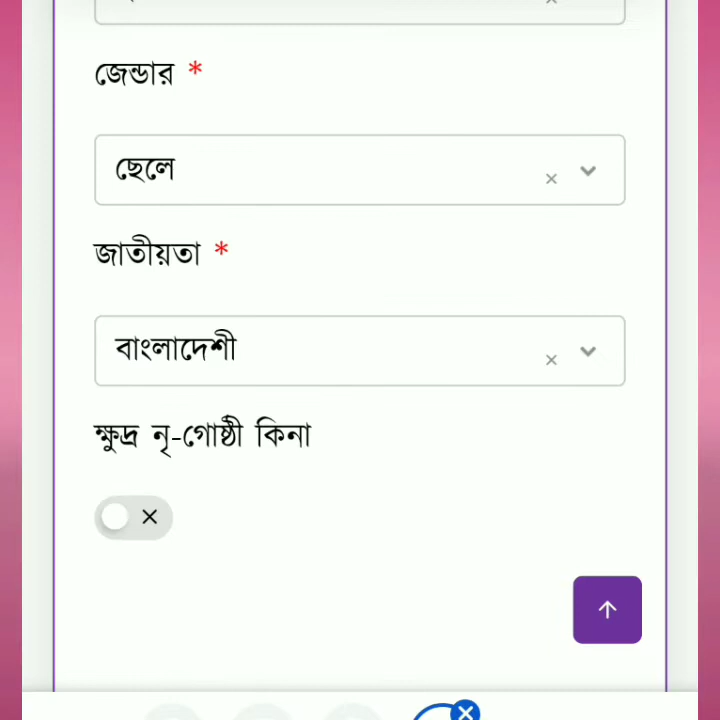 জেন্ডার *
ছেলে
জাতীয়তা *
বাংলাদেশী
ক্ষুদ্র নৃ-গোষ্ঠী কিনা